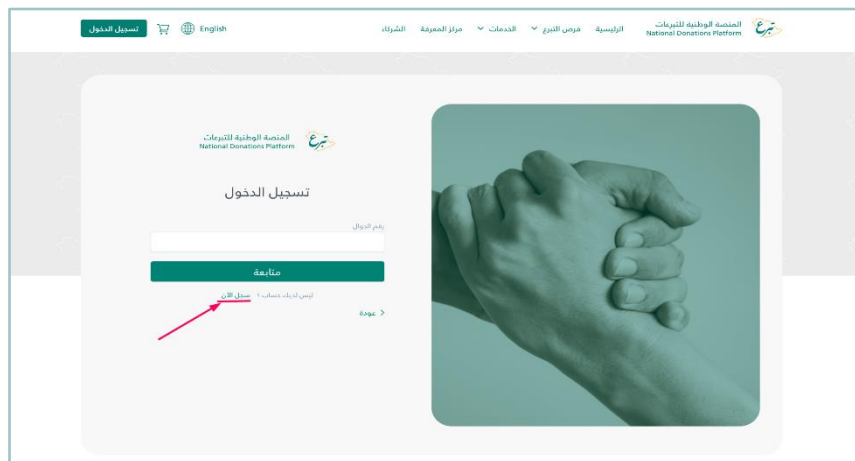 المنصة الوطنية للتبرعات
National Donations Platform
تبرع
الرئيسية
فرص التبرع
الخدمات
مركز المعرفة
الشركاء
English
تسجيل الدخول
المنصة الوطنية للتبرعات
National Donations Platform
تبرع
تسجيل الدخول
رقم الجوال
متابعة
ليس لديك حساب ؟ سجل الآن
عودة